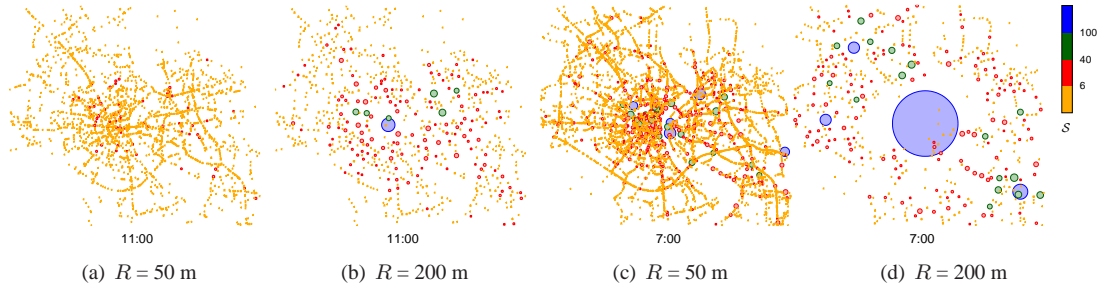 100
40
6
S
11:00
11:00
7:00
7:00
(a) R = 50 m
(b) R = 200 m
(c) R = 50 m
(d) R = 200 m